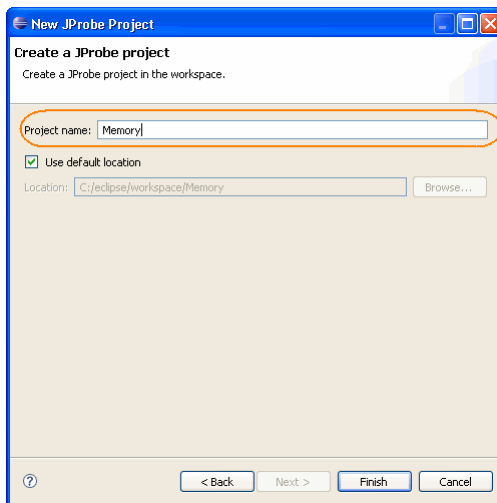 New JProbe Project
Create a JProbe project
Create a JProbe project in the workspace.
Project name: Memory
Use default location
Location: C:/eclipse/workspace/Memory Browse...
? < Back Next > Finish Cancel